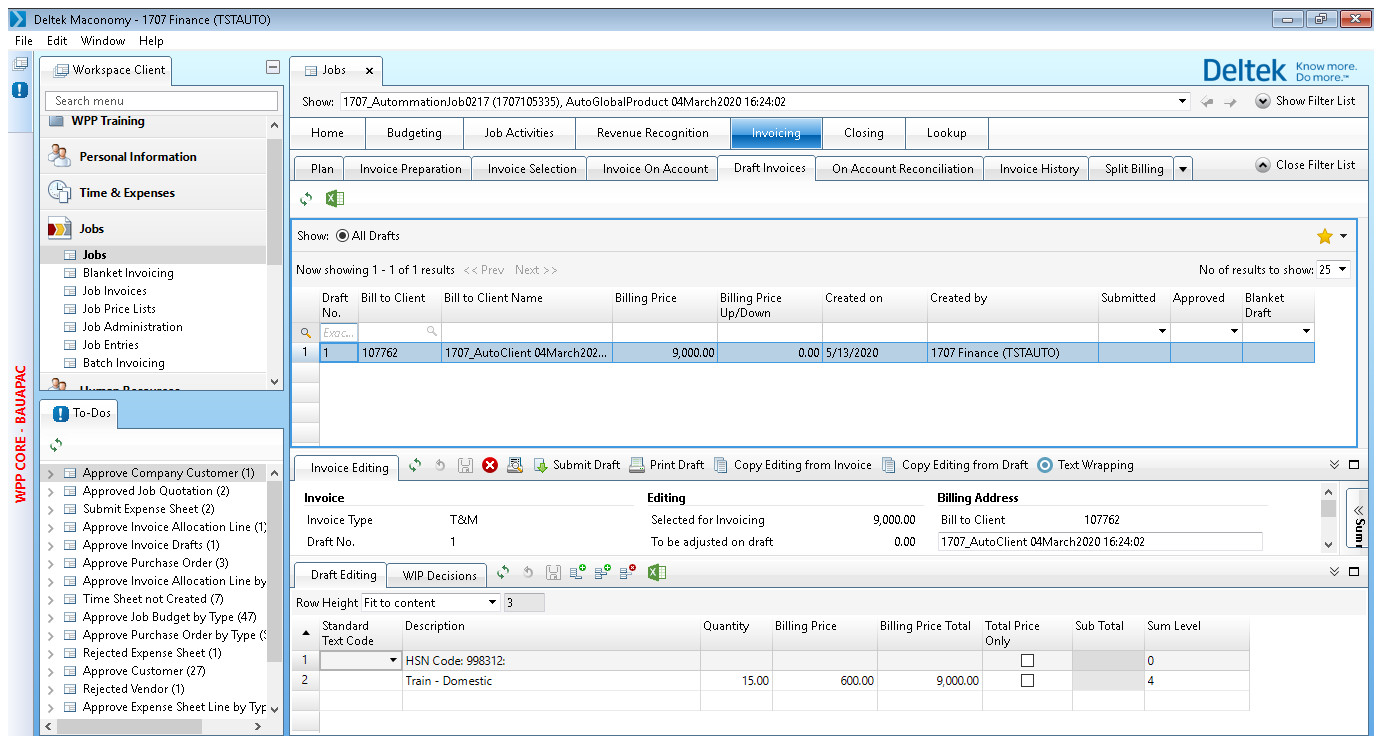 Deltek Maconomy - 1707 Finance (TSTAUTO)
File Edit Window Help
WPP CORE - BAUAPAC
Workspace Client
Search menu
WPP Training
Personal Information
Time & Expenses
Jobs
Jobs
Blanket Invoicing
Job Invoices
Job Price Lists
Job Administration
Job Entries
Batch Invoicing
To-Dos
Approve Company Customer (1)
Approved Job Quotation (2)
Submit Expense Sheet (2)
Approve Invoice Allocation Line (1)
Approve Invoice Drafts (1)
Approve Purchase Order (3)
Approve Invoice Allocation Line by
Time Sheet not Created (7)
Approve Job Budget by Type (47)
Approve Purchase Order by Type (
Rejected Expense Sheet (1)
Approve Customer (27)
Rejected Vendor (1)
Approve Expense Sheet Line by Typ
Jobs
Deltek Know more.
Do more.™
Show: 1707_AutommationJob0217 (1707105335), AutoGlobalProduct 04March2020 16:24:02 Show Filter List
Home Budgeting Job Activities Revenue Recognition Invoicing Closing Lookup
Plan Invoice Preparation Invoice Selection Invoice On Account Draft Invoices On Account Reconciliation Invoice History Split Billing Close Filter List
Show: All Drafts
Now showing 1 - 1 of 1 results << Prev Next >> No of results to show: 25
Draft Bill to Client Bill to Client Name Billing Price Billing Price Created on Created by Submitted Approved Blanket
No. Up/Down Draft
Exac...
1 1 107762 1707_AutoClient 04March202... 9,000.00 0.00 5/13/2020 1707 Finance (TSTAUTO)
Invoice Editing Submit Draft Print Draft Copy Editing from Invoice Copy Editing from Draft Text Wrapping
Invoice Editing Billing Address
Invoice Type T&M Selected for Invoicing 9,000.00 Bill to Client 107762
Draft No. 1 To be adjusted on draft 0.00 1707_AutoClient 04March2020 16:24:02
Draft Editing WIP Decisions
Row Height Fit to content 3
Standard Description Quantity Billing Price Billing Price Total Total Price Sub Total Sum Level
Text Code Only
1 HSN Code: 998312: 0
2 Train - Domestic 15.00 600.00 9,000.00 4